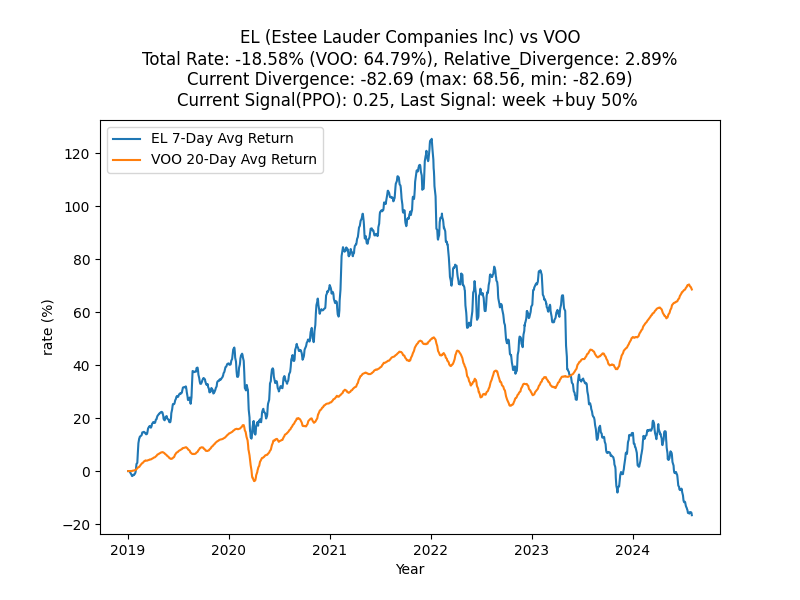 EL (Estee Lauder Companies Inc) vs VOO
Total Rate: -18.58% (VOO: 64.79%), Relative_Divergence: 2.89%
Current Divergence: -82.69 (max: 68.56, min: -82.69)
Current Signal(PPO): 0.25, Last Signal: week +buy 50%
EL 7-Day Avg Return
VOO 20-Day Avg Return
rate (%)
120
100
80
60
40
20
0
−20
2019 2020 2021 2022 2023 2024
Year